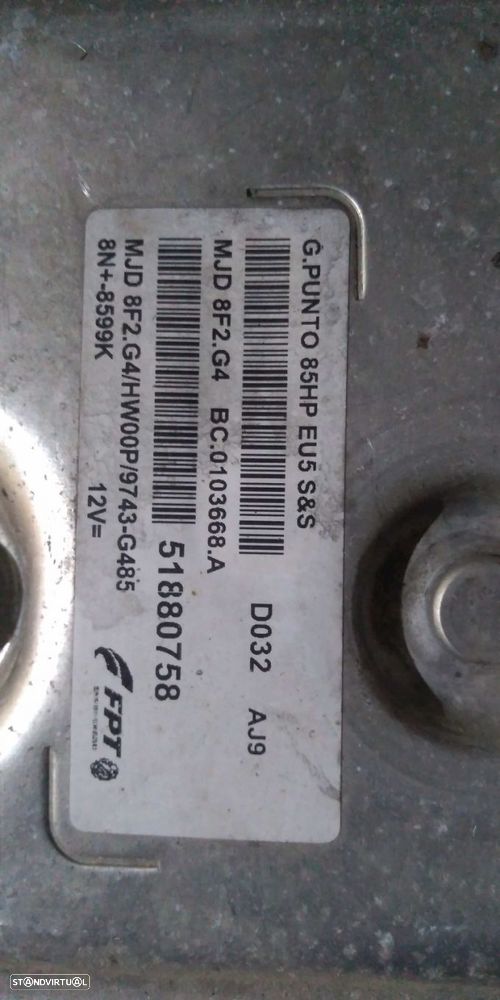 G.PUNTO 85HP EU5 S&S
D032 AJ9
MJD 8F2.G4 BC.0103668.A
51880758
MJD 8F2.G4/HW00P/9743-G485
8N+-8599K 12V=
FPT
STANDVIRTUAL